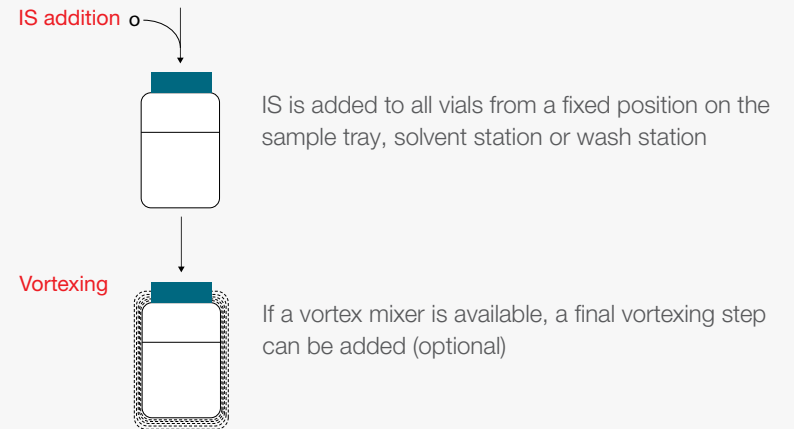 IS addition
IS is added to all vials from a fixed position on the
sample tray, solvent station or wash station
Vortexing
If a vortex mixer is available, a final vortexing step
can be added (optional)